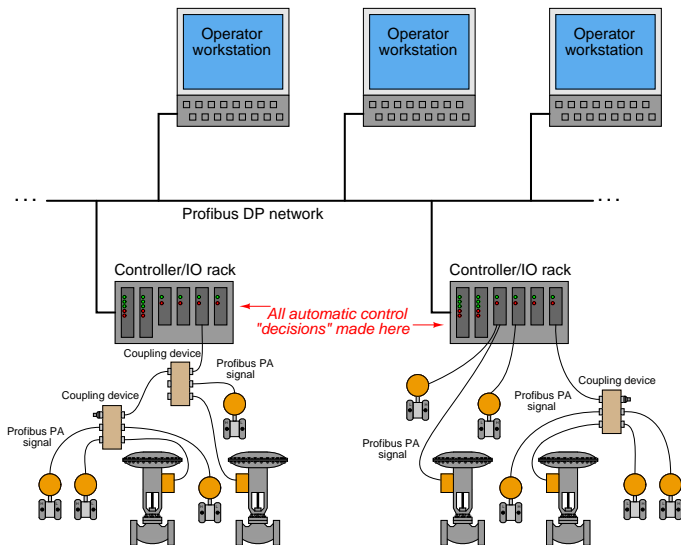 Operator
workstation
Operator
workstation
Operator
workstation
. . .
. . .
Profibus DP network
Controller/IO rack
Controller/IO rack
All automatic control
"decisions" made here
Coupling device
Profibus PA
signal
Coupling device
Profibus PA
signal
Profibus PA
signal
Coupling device
Profibus PA
signal